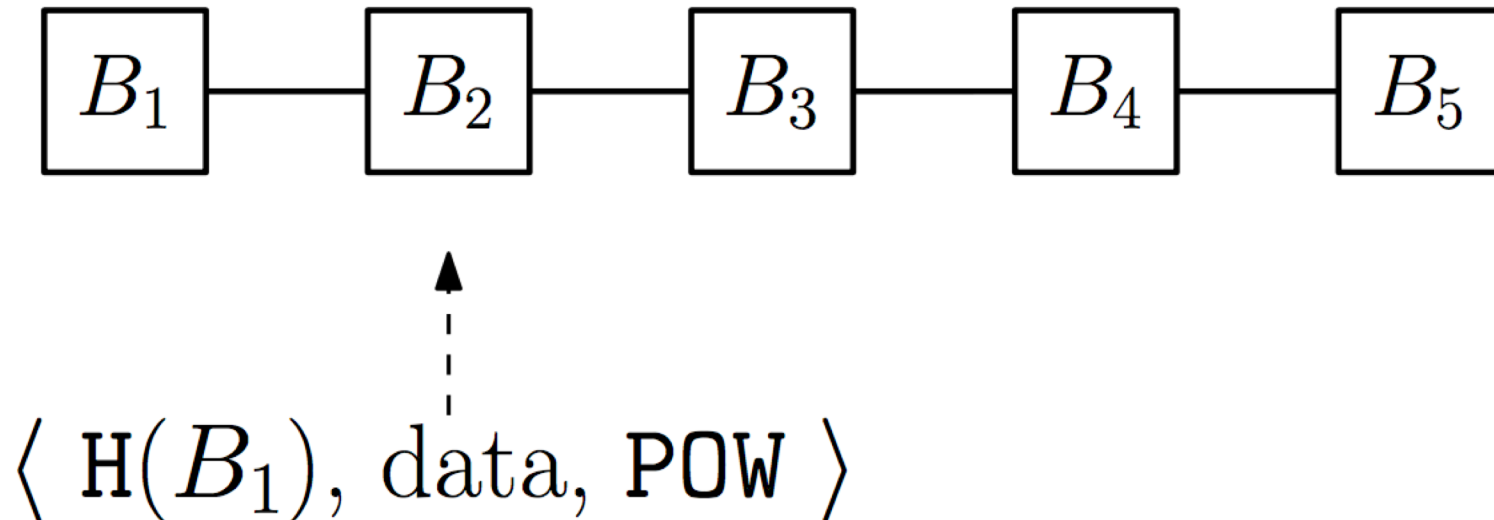 B₁ B₂ B₃ B₄ B₅
⟨ H(B₁), data, POW ⟩